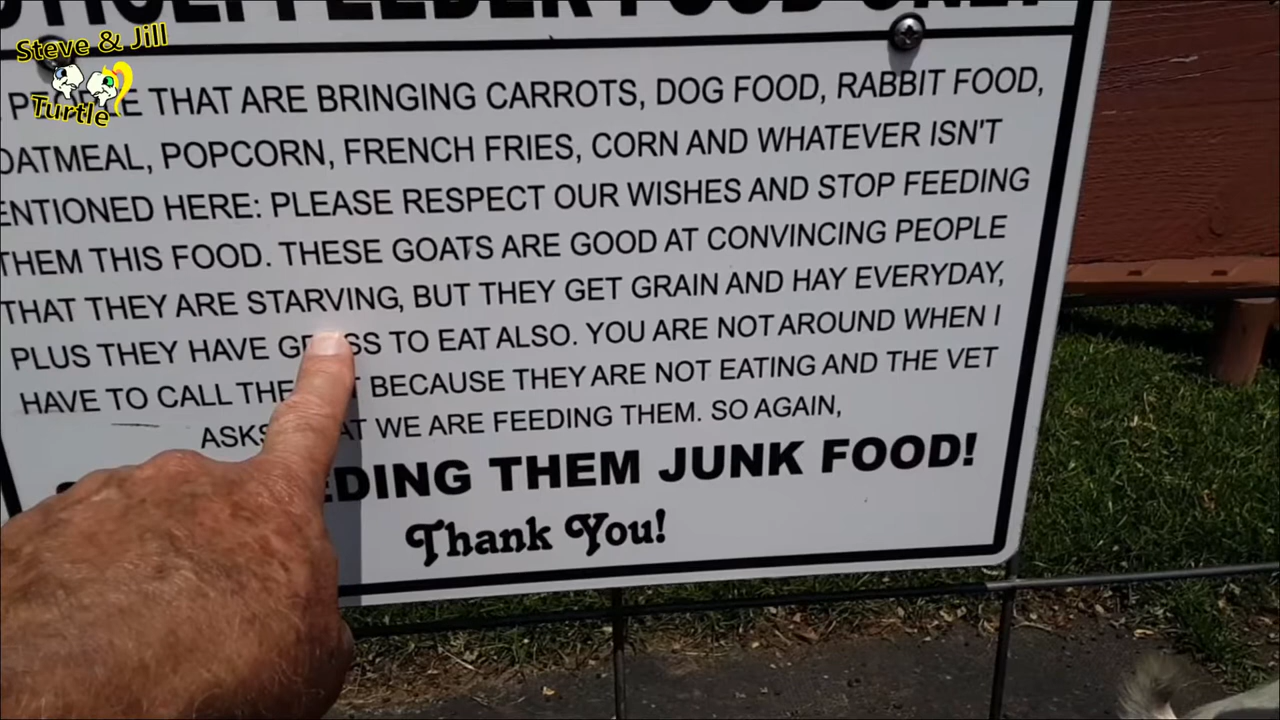 Steve & Jill
Turtle
FEEDER FOOD ONLY
THAT ARE BRINGING CARROTS, DOG FOOD, RABBIT FOOD,
OATMEAL, POPCORN, FRENCH FRIES, CORN AND WHATEVER ISN'T
ENTIONED HERE: PLEASE RESPECT OUR WISHES AND STOP FEEDING
THEM THIS FOOD. THESE GOATS ARE GOOD AT CONVINCING PEOPLE
THAT THEY ARE STARVING, BUT THEY GET GRAIN AND HAY EVERYDAY,
PLUS THEY HAVE GRASS TO EAT ALSO. YOU ARE NOT AROUND WHEN I
HAVE TO CALL THE BECAUSE THEY ARE NOT EATING AND THE VET
ASKS WE ARE FEEDING THEM. SO AGAIN,
EDING THEM JUNK FOOD!
Thank You!